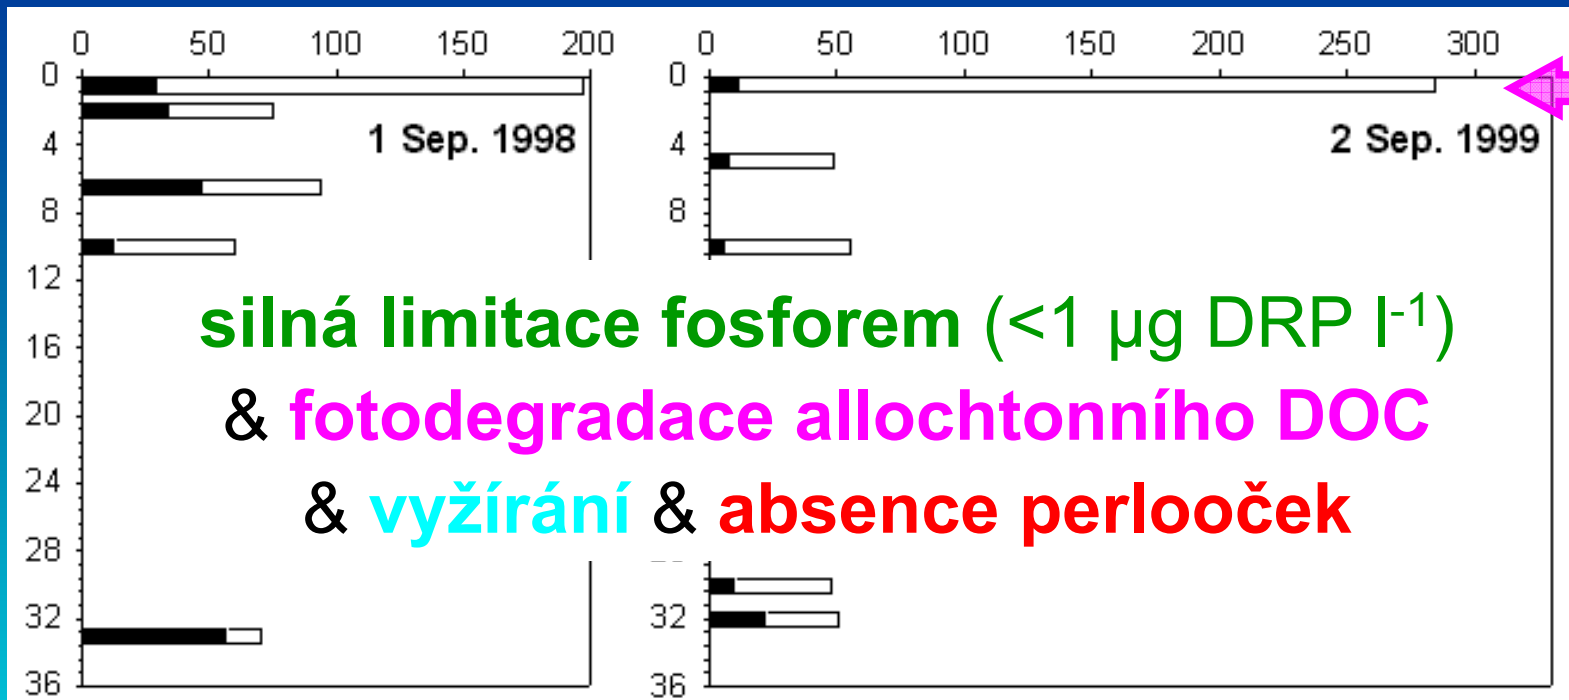 0 50 100 150 200
0 50 100 150 200 250 300
0
4
8
12
16
20
24
28
32
36
1 Sep. 1998
0
4
8
32
36
2 Sep. 1999
silná limitace fosforem (<1 µg DRP l-1)
& fotodegradace allochtonního DOC
& vyžírání & absence perlooček